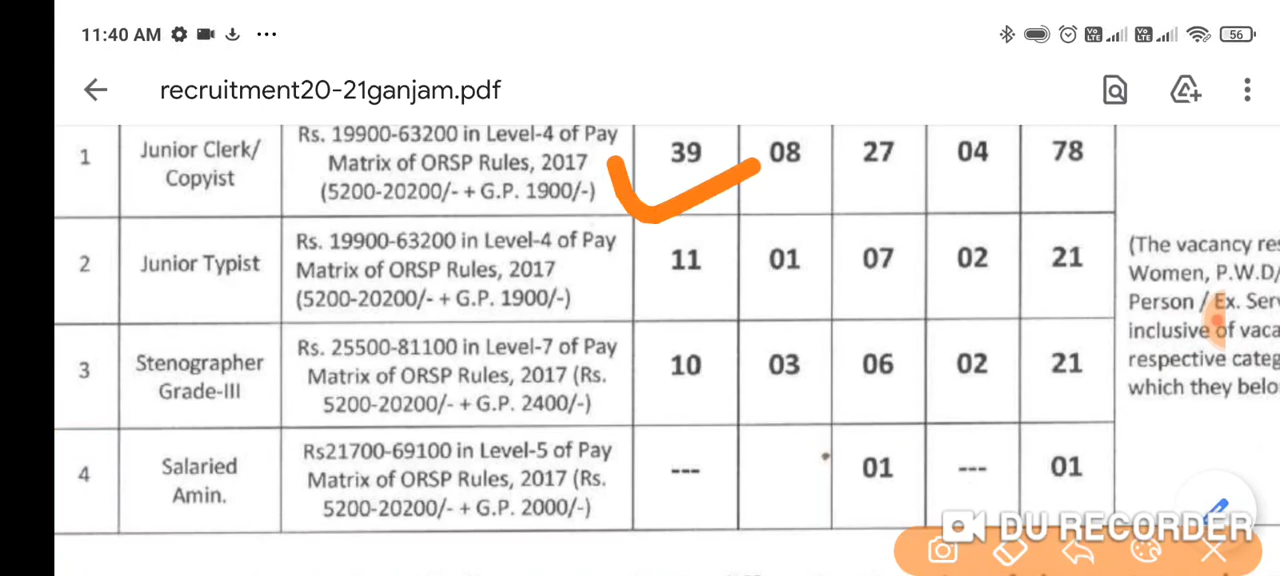 11:40 AM ... 56
recruitment20-21ganjam.pdf
1 Junior Clerk/ Copyist Rs. 19900-63200 in Level-4 of Pay Matrix of ORSP Rules, 2017 (5200-20200/- + G.P. 1900/-) 39 08 27 04 78
2 Junior Typist Rs. 19900-63200 in Level-4 of Pay Matrix of ORSP Rules, 2017 (5200-20200/- + G.P. 1900/-) 11 01 07 02 21
3 Stenographer Grade-III Rs. 25500-81100 in Level-7 of Pay Matrix of ORSP Rules, 2017 (Rs. 5200-20200/- + G.P. 2400/-) 10 03 06 02 21
4 Salaried Amin. Rs21700-69100 in Level-5 of Pay Matrix of ORSP Rules, 2017 (Rs. 5200-20200/- + G.P. 2000/-) --- 01 --- 01
(The vacancy res
Women, P.W.D/
Person / Ex. Ser
inclusive of vaca
respective categ
which they belo
DU RECORDER